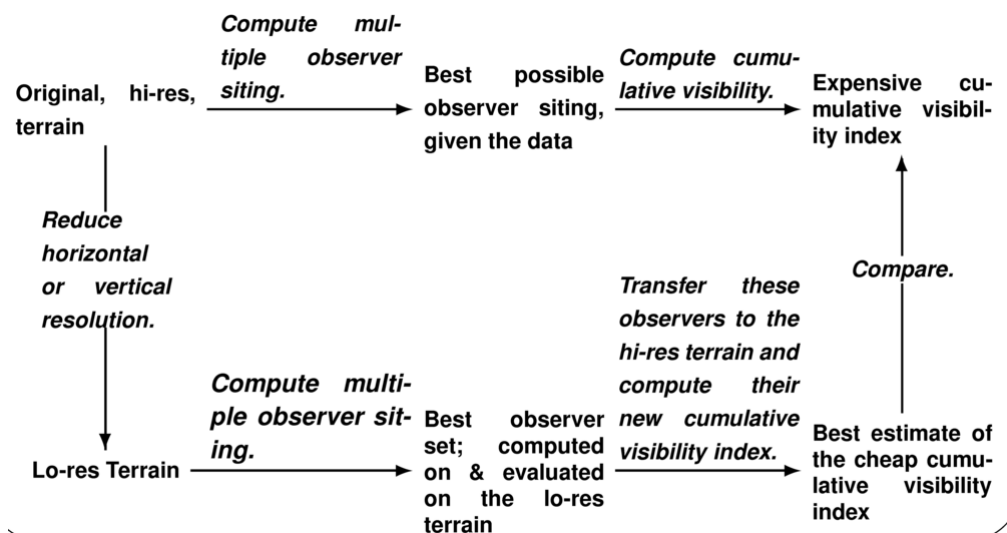 Compute mul-
tiple observer
siting.
Compute cumu-
lative visibility.
Original, hi-res,
terrain
Best possible
observer siting,
given the data
Expensive cu-
mulative visibil-
ity index
Reduce
horizontal
or vertical
resolution.
Compare.
Transfer these
observers to the
hi-res terrain and
compute their
new cumulative
visibility index.
Compute multi-
ple observer sit-
ing.
Lo-res Terrain
Best observer
set; computed
on & evaluated
on the lo-res
terrain
Best estimate of
the cheap cumu-
lative visibility
index